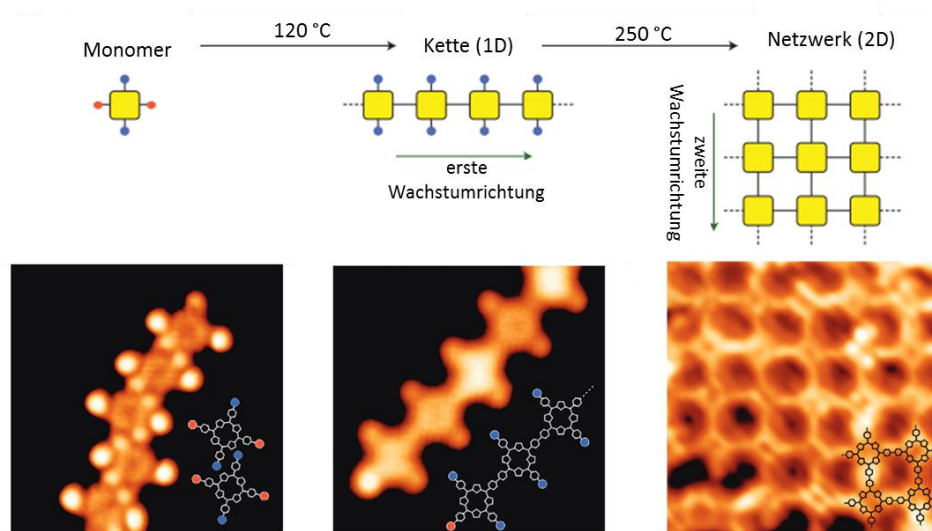 Monomer
120 °C
Kette (1D)
250 °C
Netzwerk (2D)
erste
Wachstumrichtung
zweite
Wachstumrichtung